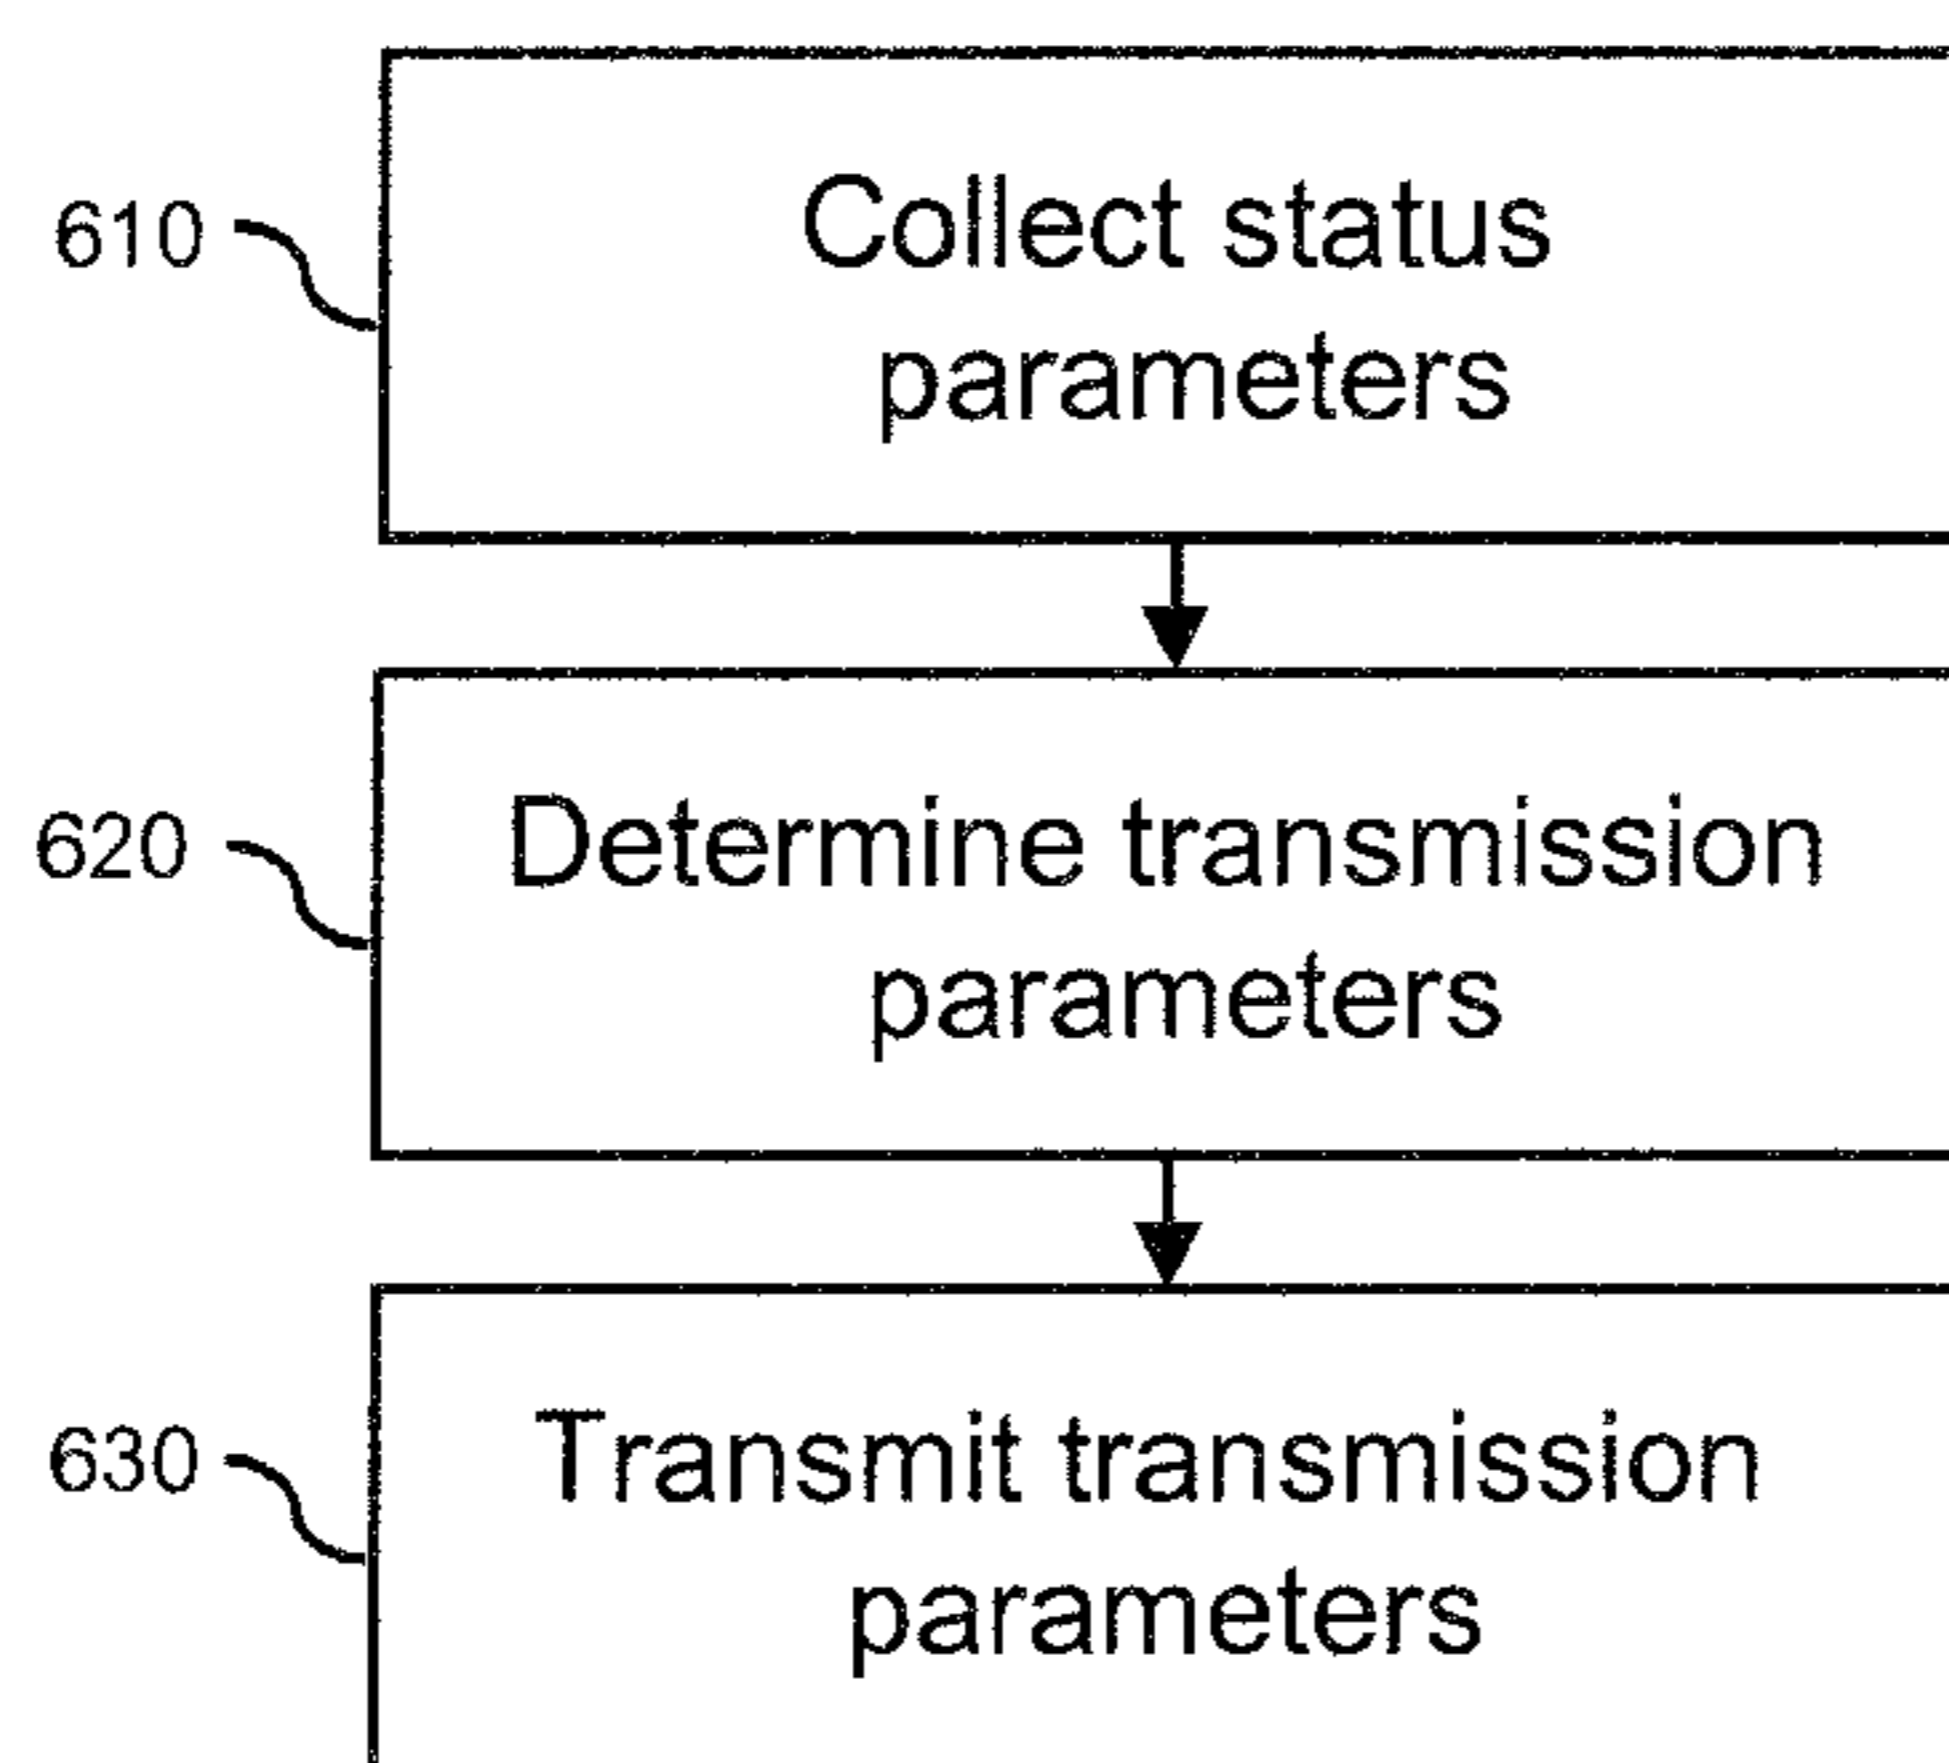 610
Collect status
parameters
620
Determine transmission
parameters
630
Transmit transmission
parameters